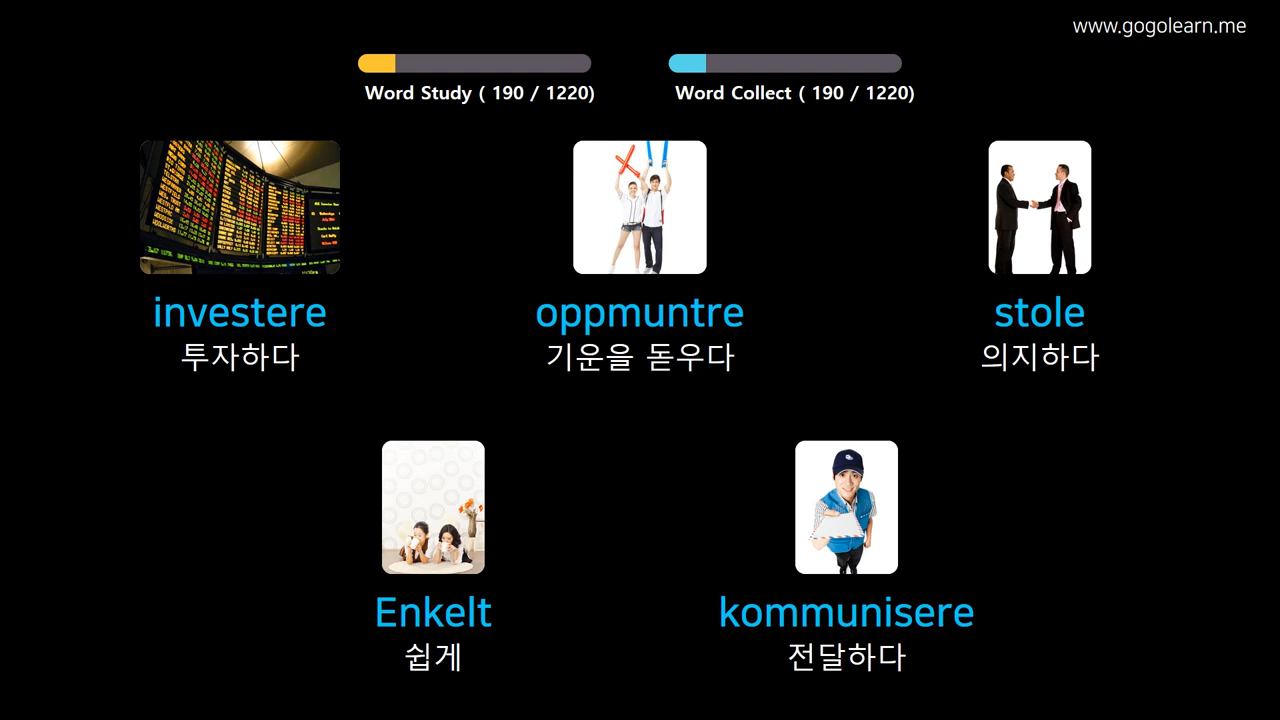 www.gogolearn.me
Word Study ( 190 / 1220)
Word Collect ( 190 / 1220)
investere
투자하다
oppmuntre
기운을 돋우다
stole
의지하다
Enkelt
쉽게
kommunisere
전달하다